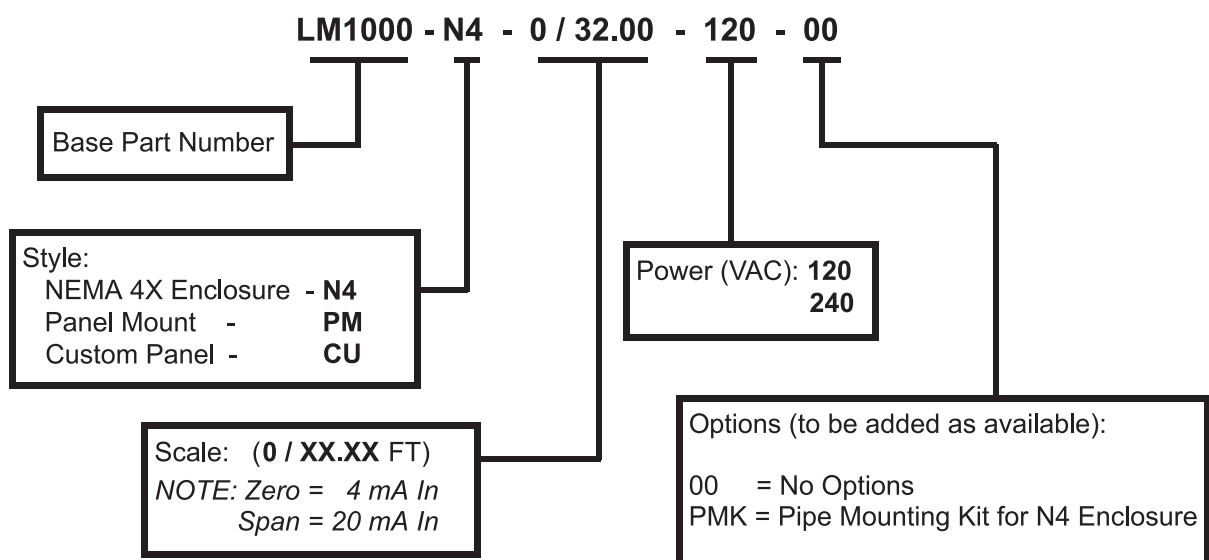 LM1000 - N4 - 0 / 32.00 - 120 - 00
Base Part Number
Style:
NEMA 4X Enclosure - N4
Panel Mount - PM
Custom Panel - CU
Power (VAC): 120
240
Scale: (0 / XX.XX FT)
NOTE: Zero = 4 mA In
Span = 20 mA In
Options (to be added as available):
00 = No Options
PMK = Pipe Mounting Kit for N4 Enclosure